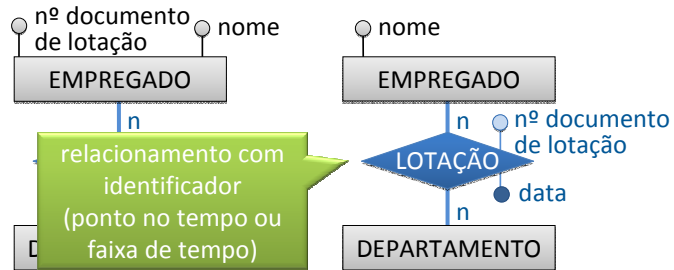 nº documento
de lotação
nome
EMPREGADO
n
relacionamento com
identificador
(ponto no tempo ou
faixa de tempo)
nome
EMPREGADO
n
nº documento
de lotação
LOTAÇÃO
data
n
DEPARTAMENTO